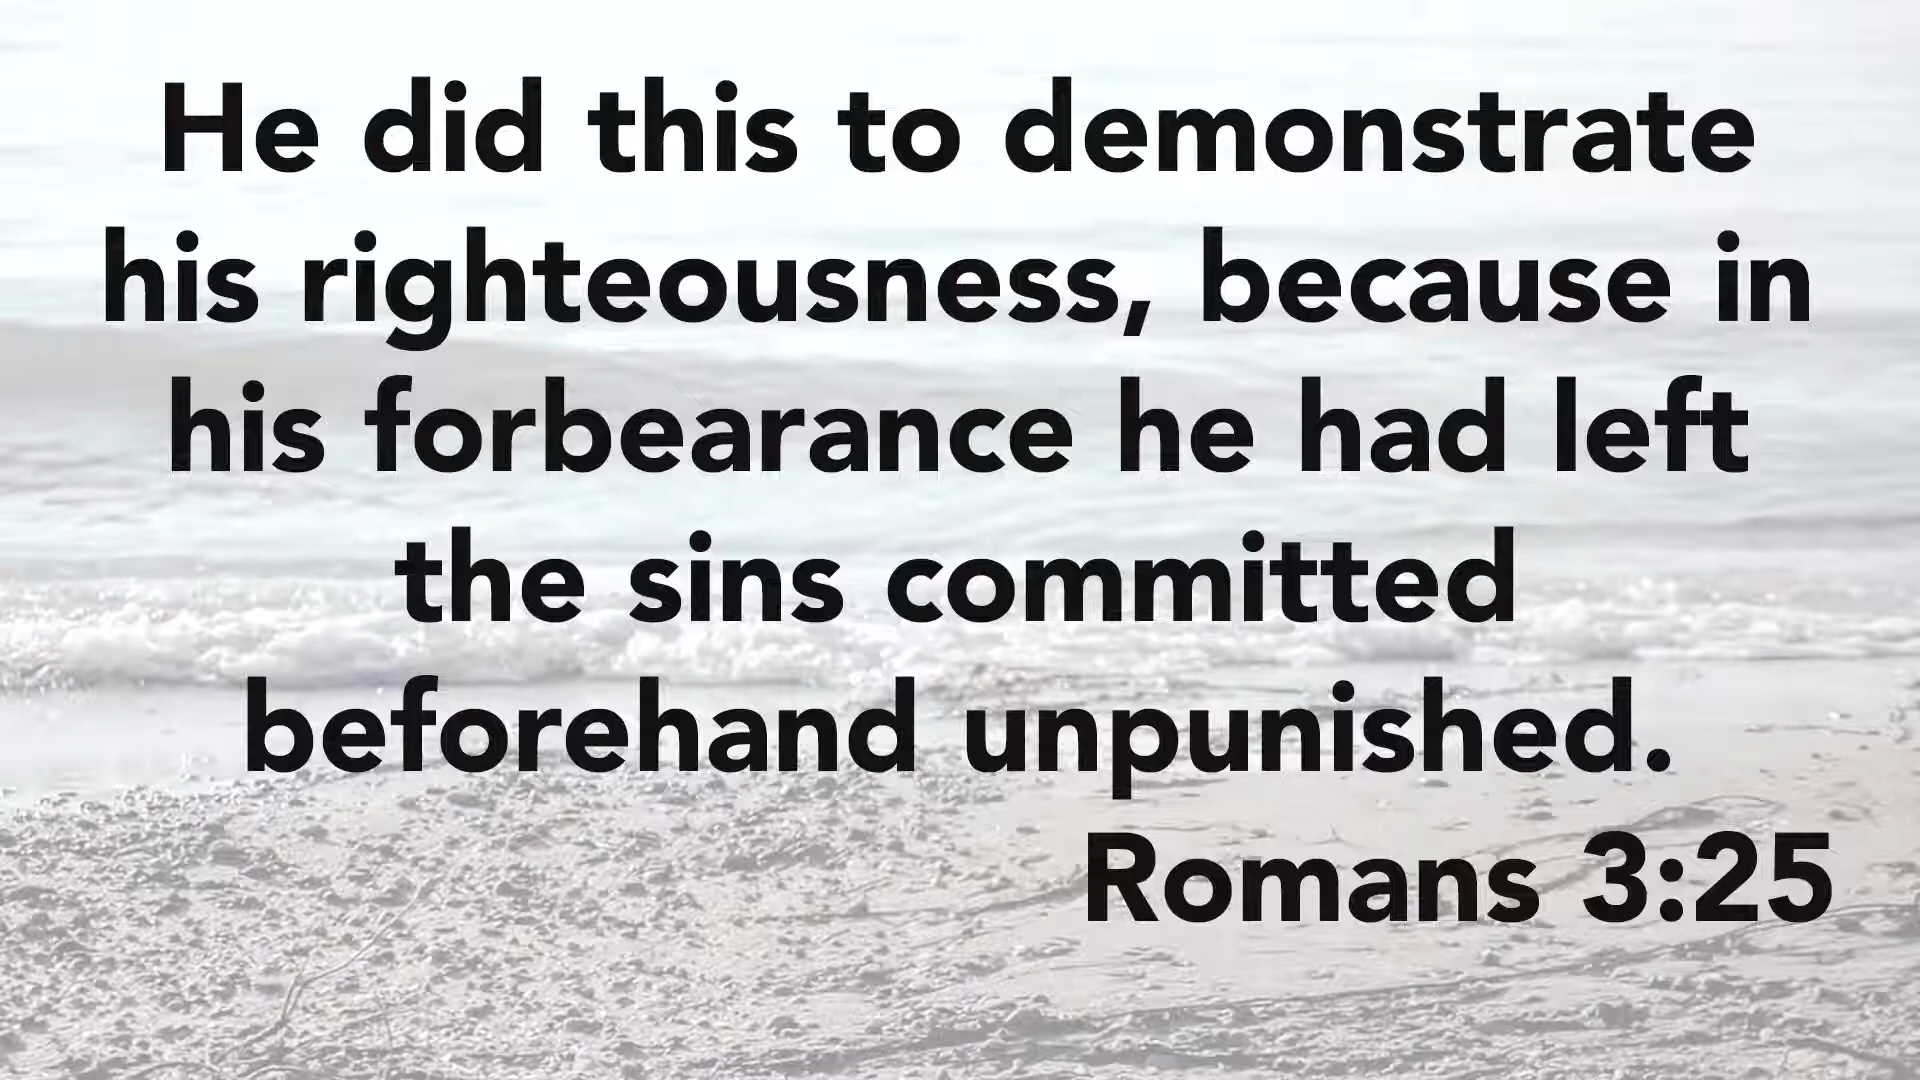 He did this to demonstrate
his righteousness, because in
his forbearance he had left
the sins committed
beforehand unpunished.
Romans 3:25